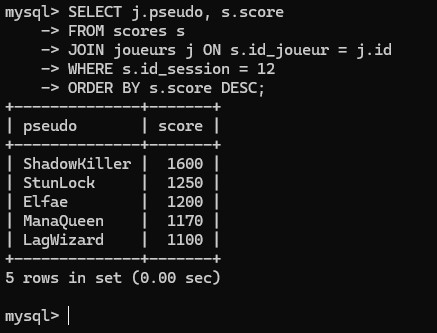 mysql> SELECT j.pseudo, s.score
    -> FROM scores s
    -> JOIN joueurs j ON s.id_joueur = j.id
    -> WHERE s.id_session = 12
    -> ORDER BY s.score DESC;
+--------------+-------+
| pseudo       | score |
+--------------+-------+
| ShadowKiller |  1600 |
| StunLock     |  1250 |
| Elfae        |  1200 |
| ManaQueen    |  1170 |
| LagWizard    |  1100 |
+--------------+-------+
5 rows in set (0.00 sec)

mysql>